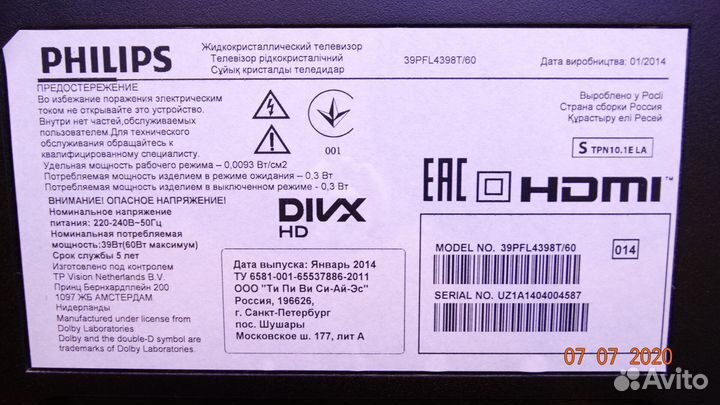 PHILIPS
Жидкокристаллический телевизор
Телевізор рідкокристалічний
Сұйық кристалды теледидар
39PFL4398T/60
Дата виробництва: 01/2014
ПРЕДОСТЕРЕЖЕНИЕ
Во избежание поражения электрическим
током не открывайте это устройство.
Внутри нет частей,обслуживаемых
пользователем.Для технического
обслуживания обращайтесь к
квалифицированному специалисту.
Удельная мощность рабочего режима – 0,0093 Вт/см2
Потребляемая мощность изделием в режиме ожидания – 0,3 Вт
Потребляемая мощность изделием в выключенном режиме – 0,3 Вт
001
Выроблено у Росії
Страна сборки Россия
Құрастыру елі Ресей
S TPN10.1E LA
ВНИМАНИЕ! ОПАСНОЕ НАПРЯЖЕНИЕ!
Номинальное напряжение
питания: 220-240В~50Гц
Номинальная потребляемая
мощность:39Вт(60Вт максимум)
Срок службы 5 лет
Изготовлено под контролем
TP Vision Netherlands B.V.
Принц Бернхардплейн 200
1097 ЖБ АМСТЕРДАМ
Нидерланды
Manufactured under license from
Dolby Laboratories
Dolby and the double-D symbol are
trademarks of Dolby Laboratories
DIVX
HD
EAC
HDMI™
Дата выпуска: Январь 2014
ТУ 6581-001-65537886-2011
ООО "Ти Пи Ви Си-Ай-Эс"
Россия, 196626,
г. Санкт-Петербург
пос. Шушары
Московское ш. 177, лит А
MODEL NO. 39PFL4398T/60
014
SERIAL NO. UZ1A1404004587
07 07 2020
Avito